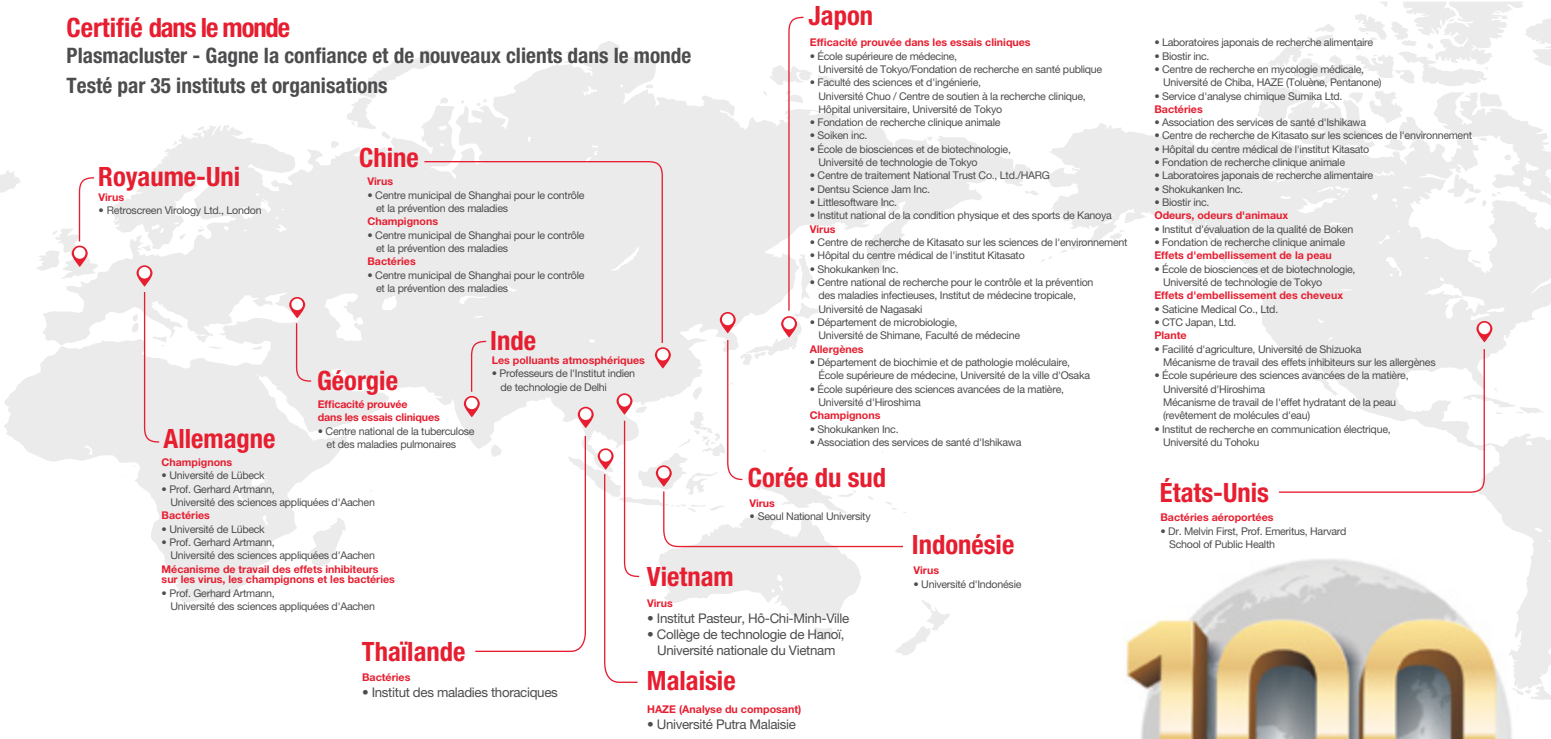 Certifié dans le monde
Plasmacluster - Gagne la confiance et de nouveaux clients dans le monde
Testé par 35 instituts et organisations
Royaume-Uni
Virus
• Retroscreen Virology Ltd., London
Chine
Virus
• Centre municipal de Shanghai pour le contrôle
et la prévention des maladies
Champignons
• Centre municipal de Shanghai pour le contrôle
et la prévention des maladies
Bactéries
• Centre municipal de Shanghai pour le contrôle
et la prévention des maladies
Inde
Les polluants atmosphériques
• Professeurs de l'Institut indien
de technologie de Delhi
Géorgie
Efficacité prouvée
dans les essais cliniques
• Centre national de la tuberculose
et des maladies pulmonaires
Allemagne
Champignons
• Université de Lübeck
• Prof. Gerhard Artmann,
Université des sciences appliquées d'Aachen
Bactéries
• Université de Lübeck
• Prof. Gerhard Artmann,
Université des sciences appliquées d'Aachen
Mécanisme de travail des effets inhibiteurs
sur les virus, les champignons et les bactéries
• Prof. Gerhard Artmann,
Université des sciences appliquées d'Aachen
Thaïlande
Bactéries
• Institut des maladies thoraciques
Vietnam
Virus
• Institut Pasteur, Hô-Chi-Minh-Ville
• Collège de technologie de Hanoï,
Université nationale du Vietnam
Malaisie
HAZE (Analyse du composant)
• Université Putra Malaisie
Corée du sud
Virus
• Seoul National University
Indonésie
Virus
• Université d'Indonésie
Japon
Efficacité prouvée dans les essais cliniques
• École supérieure de médecine,
Université de Tokyo/Fondation de recherche en santé publique
• Faculté des sciences et d'ingénierie,
Université Chuo / Centre de soutien à la recherche clinique,
Hôpital universitaire, Université de Tokyo
• Fondation de recherche clinique animale
• Soiken inc.
• École de biosciences et de biotechnologie,
Université de technologie de Tokyo
• Centre de traitement National Trust Co., Ltd./HARG
• Dentsu Science Jam Inc.
• Littlesoftware Inc.
• Institut national de la condition physique et des sports de Kanoya
Virus
• Centre de recherche de Kitasato sur les sciences de l'environnement
• Hôpital du centre médical de l'institut Kitasato
• Shokukanken Inc.
• Centre national de recherche pour le contrôle et la prévention
des maladies infectieuses, Institut de médecine tropicale,
Université de Nagasaki
• Département de microbiologie,
Université de Shimane, Faculté de médecine
Allergènes
• Département de biochimie et de pathologie moléculaire,
École supérieure de médecine, Université de la ville d'Osaka
• École supérieure des sciences avancées de la matière,
Université d'Hiroshima
Champignons
• Shokukanken Inc.
• Association des services de santé d'Ishikawa
• Laboratoires japonais de recherche alimentaire
• Biostir inc.
• Centre de recherche en mycologie médicale,
Université de Chiba, HAZE (Toluène, Pentanone)
• Service d'analyse chimique Sumika Ltd.
Bactéries
• Association des services de santé d'Ishikawa
• Centre de recherche de Kitasato sur les sciences de l'environnement
• Hôpital du centre médical de l'institut Kitasato
• Fondation de recherche clinique animale
• Laboratoires japonais de recherche alimentaire
• Shokukanken Inc.
• Biostir inc.
Odeurs, odeurs d'animaux
• Institut d'évaluation de la qualité de Boken
• Fondation de recherche clinique animale
Effets d'embellissement de la peau
• École de biosciences et de biotechnologie,
Université de technologie de Tokyo
Effets d'embellissement des cheveux
• Saticine Medical Co., Ltd.
• CTC Japan, Ltd.
Plante
• Facilité d'agriculture, Université de Shizuoka
Mécanisme de travail des effets inhibiteurs sur les allergènes
• École supérieure des sciences avancées de la matière,
Université d'Hiroshima
Mécanisme de travail de l'effet hydratant de la peau
(revêtement de molécules d'eau)
• Institut de recherche en communication électrique,
Université du Tohoku
États-Unis
Bactéries aéroportées
• Dr. Melvin First, Prof. Emeritus, Harvard
School of Public Health
100